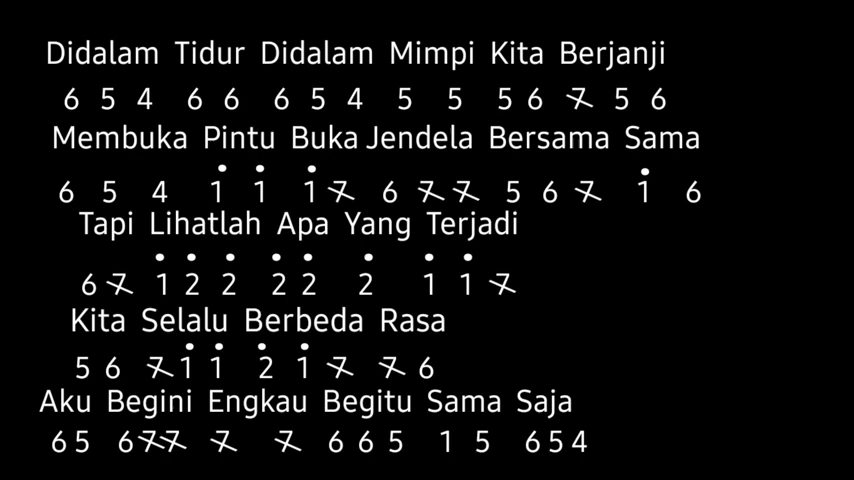 Didalam Tidur Didalam Mimpi Kita Berjanji
6 5 4 6 6 6 5 4 5 5 5 6 7̶ 5 6
Membuka Pintu Buka Jendela Bersama Sama
6 5 4 1̇ 1̇ 1̇ 7̶ 6 7̶ 7̶ 5 6 7̶ 1̇ 6
Tapi Lihatlah Apa Yang Terjadi
6 7̶ 1̇ 2̇ 2̇ 2̇ 2̇ 2̇ 1̇ 1̇ 7̶
Kita Selalu Berbeda Rasa
5 6 7̶ 1̇ 1̇ 2̇ 1̇ 7̶ 7̶ 6
Aku Begini Engkau Begitu Sama Saja
6 5 6 7̶ 7̶ 7̶ 7̶ 6 6 5 1 5 6 5 4